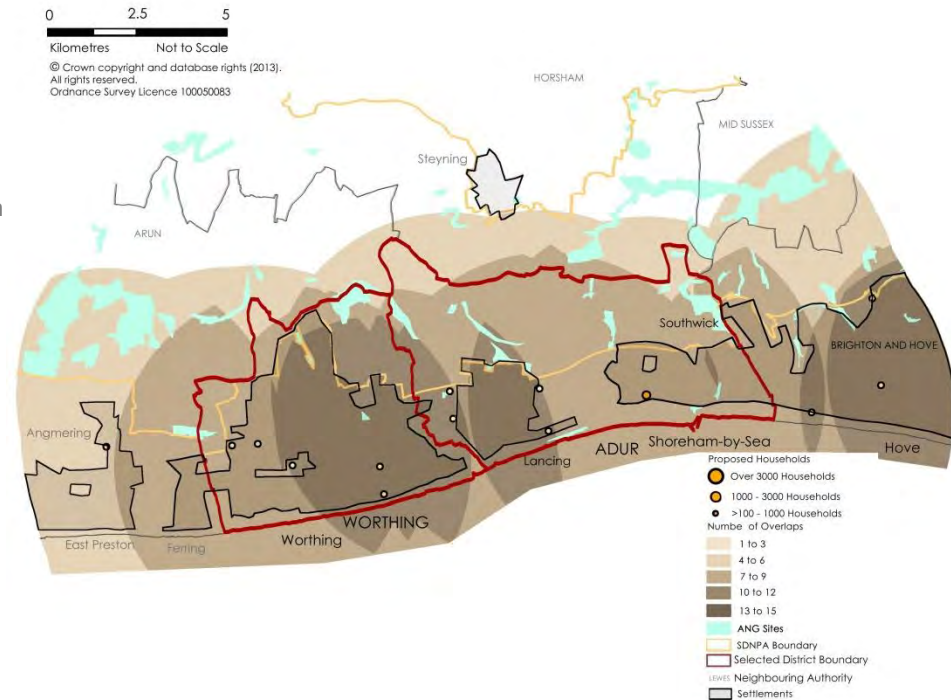 0 2.5 5
Kilometres Not to Scale
© Crown copyright and database rights (2013).
All rights reserved.
Ordnance Survey Licence 100050083
HORSHAM
MID SUSSEX
Steyning
ARUN
Southwick
BRIGHTON AND HOVE
Angmering
ADUR Shoreham-by-Sea
Hove
Lancing
WORTHING
Worthing
East Preston
Ferring
Proposed Households
Over 3000 Households
1000 - 3000 Households
>100 - 1000 Households
Number of Overlaps
1 to 3
4 to 6
7 to 9
10 to 12
13 to 15
ANG Sites
SDNPA Boundary
Selected District Boundary
LEWES Neighbouring Authority
Settlements